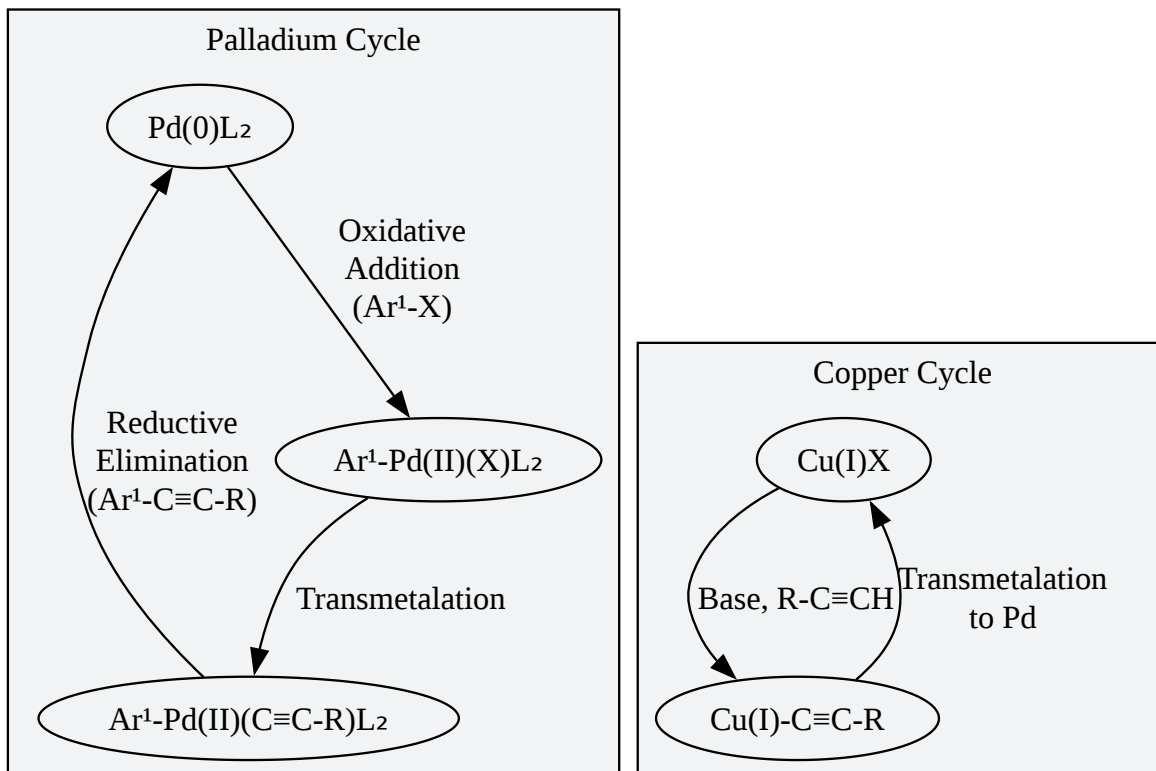 Palladium Cycle
Pd(0)L₂
Oxidative
Addition
(Ar¹-X)
Reductive
Elimination
(Ar¹-C≡C-R)
Ar¹-Pd(II)(X)L₂
Transmetalation
Ar¹-Pd(II)(C≡C-R)L₂
Copper Cycle
Cu(I)X
Base, R-C≡CH
Transmetalation
to Pd
Cu(I)-C≡C-R